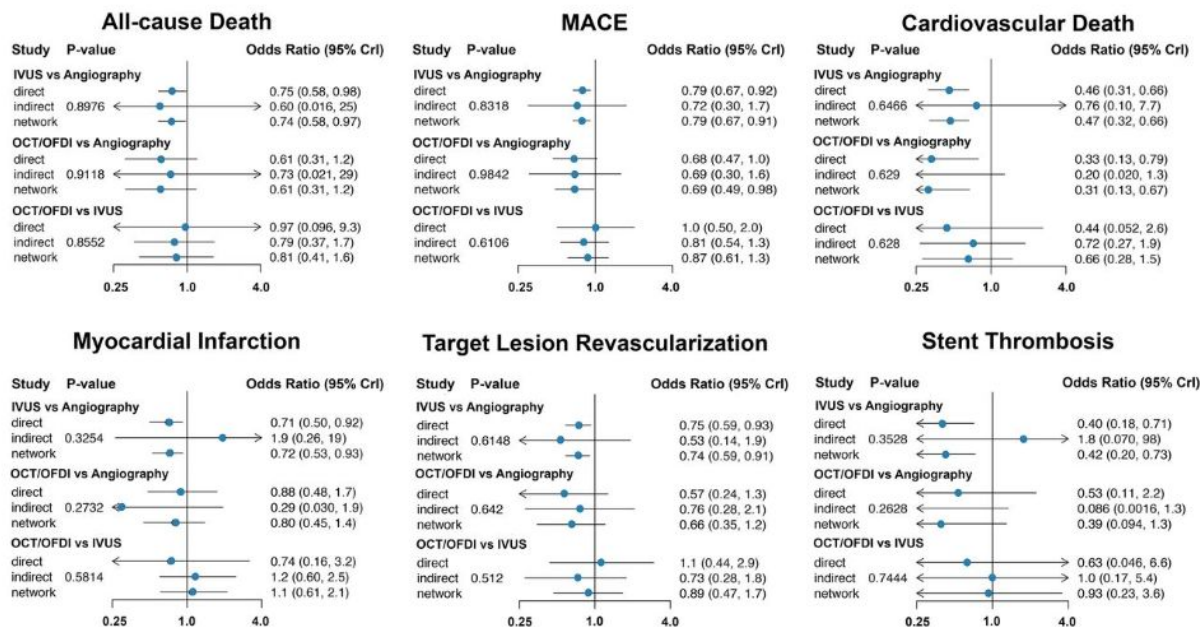 All-cause Death
Study P-value Odds Ratio (95% CrI)
IVUS vs Angiography
direct 0.75 (0.58, 0.98)
indirect 0.8976 0.60 (0.016, 25)
network 0.74 (0.58, 0.97)
OCT/OFDI vs Angiography
direct 0.61 (0.31, 1.2)
indirect 0.9118 0.73 (0.021, 29)
network 0.61 (0.31, 1.2)
OCT/OFDI vs IVUS
direct 0.97 (0.096, 9.3)
indirect 0.8552 0.79 (0.37, 1.7)
network 0.81 (0.41, 1.6)
0.25 1.0 4.0
MACE
Study P-value Odds Ratio (95% CrI)
IVUS vs Angiography
direct 0.79 (0.67, 0.92)
indirect 0.8318 0.72 (0.30, 1.7)
network 0.79 (0.67, 0.91)
OCT/OFDI vs Angiography
direct 0.68 (0.47, 1.0)
indirect 0.9842 0.69 (0.30, 1.6)
network 0.69 (0.49, 0.98)
OCT/OFDI vs IVUS
direct 1.0 (0.50, 2.0)
indirect 0.6106 0.81 (0.54, 1.3)
network 0.87 (0.61, 1.3)
0.25 1.0 4.0
Cardiovascular Death
Study P-value Odds Ratio (95% CrI)
IVUS vs Angiography
direct 0.46 (0.31, 0.66)
indirect 0.6466 0.76 (0.10, 7.7)
network 0.47 (0.32, 0.66)
OCT/OFDI vs Angiography
direct 0.33 (0.13, 0.79)
indirect 0.629 0.20 (0.020, 1.3)
network 0.31 (0.13, 0.67)
OCT/OFDI vs IVUS
direct 0.44 (0.052, 2.6)
indirect 0.628 0.72 (0.27, 1.9)
network 0.66 (0.28, 1.5)
0.25 1.0 4.0
Myocardial Infarction
Study P-value Odds Ratio (95% CrI)
IVUS vs Angiography
direct 0.71 (0.50, 0.92)
indirect 0.3254 1.9 (0.26, 19)
network 0.72 (0.53, 0.93)
OCT/OFDI vs Angiography
direct 0.88 (0.48, 1.7)
indirect 0.2732 0.29 (0.030, 1.9)
network 0.80 (0.45, 1.4)
OCT/OFDI vs IVUS
direct 0.74 (0.16, 3.2)
indirect 0.5814 1.2 (0.60, 2.5)
network 1.1 (0.61, 2.1)
0.25 1.0 4.0
Target Lesion Revascularization
Study P-value Odds Ratio (95% CrI)
IVUS vs Angiography
direct 0.75 (0.59, 0.93)
indirect 0.6148 0.53 (0.14, 1.9)
network 0.74 (0.59, 0.91)
OCT/OFDI vs Angiography
direct 0.57 (0.24, 1.3)
indirect 0.642 0.76 (0.28, 2.1)
network 0.66 (0.35, 1.2)
OCT/OFDI vs IVUS
direct 1.1 (0.44, 2.9)
indirect 0.512 0.73 (0.28, 1.8)
network 0.89 (0.47, 1.7)
0.25 1.0 4.0
Stent Thrombosis
Study P-value Odds Ratio (95% CrI)
IVUS vs Angiography
direct 0.40 (0.18, 0.71)
indirect 0.3528 1.8 (0.070, 98)
network 0.42 (0.20, 0.73)
OCT/OFDI vs Angiography
direct 0.53 (0.11, 2.2)
indirect 0.2628 0.086 (0.0016, 1.3)
network 0.39 (0.094, 1.3)
OCT/OFDI vs IVUS
direct 0.63 (0.046, 6.6)
indirect 0.7444 1.0 (0.17, 5.4)
network 0.93 (0.23, 3.6)
0.25 1.0 4.0